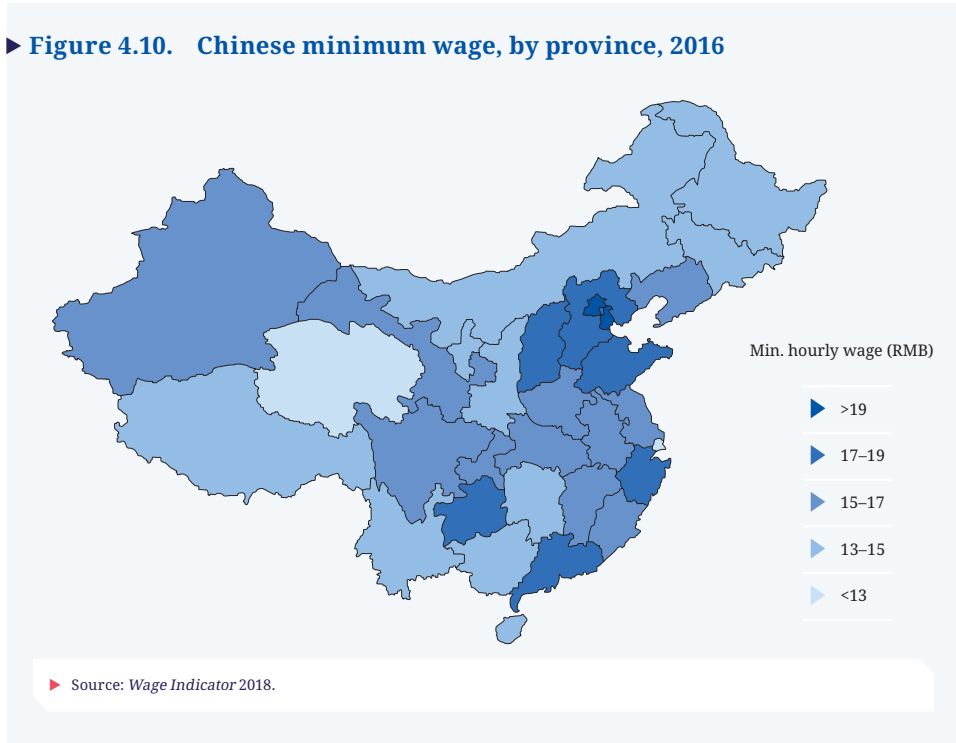 Figure 4.10. Chinese minimum wage, by province, 2016
Min. hourly wage (RMB)
>19
17–19
15–17
13–15
<13
Source: Wage Indicator 2018.